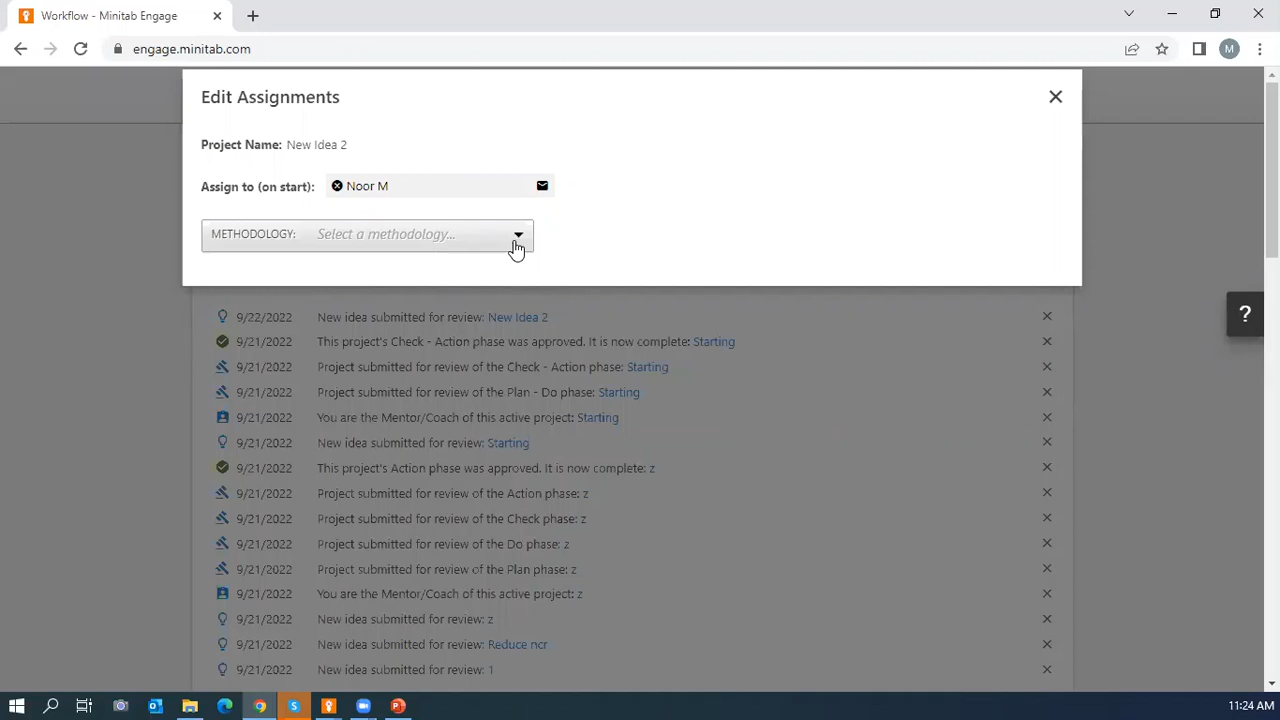 Workflow - Minitab Engage
engage.minitab.com
M
Edit Assignments
Project Name: New Idea 2
Assign to (on start): Noor M
METHODOLOGY: Select a methodology...
?
9/22/2022 New idea submitted for review: New Idea 2
9/21/2022 This project's Check - Action phase was approved. It is now complete: Starting
9/21/2022 Project submitted for review of the Check - Action phase: Starting
9/21/2022 Project submitted for review of the Plan - Do phase: Starting
9/21/2022 You are the Mentor/Coach of this active project: Starting
9/21/2022 New idea submitted for review: Starting
9/21/2022 This project's Action phase was approved. It is now complete: z
9/21/2022 Project submitted for review of the Action phase: z
9/21/2022 Project submitted for review of the Check phase: z
9/21/2022 Project submitted for review of the Do phase: z
9/21/2022 Project submitted for review of the Plan phase: z
9/21/2022 You are the Mentor/Coach of this active project: z
9/21/2022 New idea submitted for review: z
9/21/2022 New idea submitted for review: Reduce ncr
9/21/2022 New idea submitted for review: 1
11:24 AM